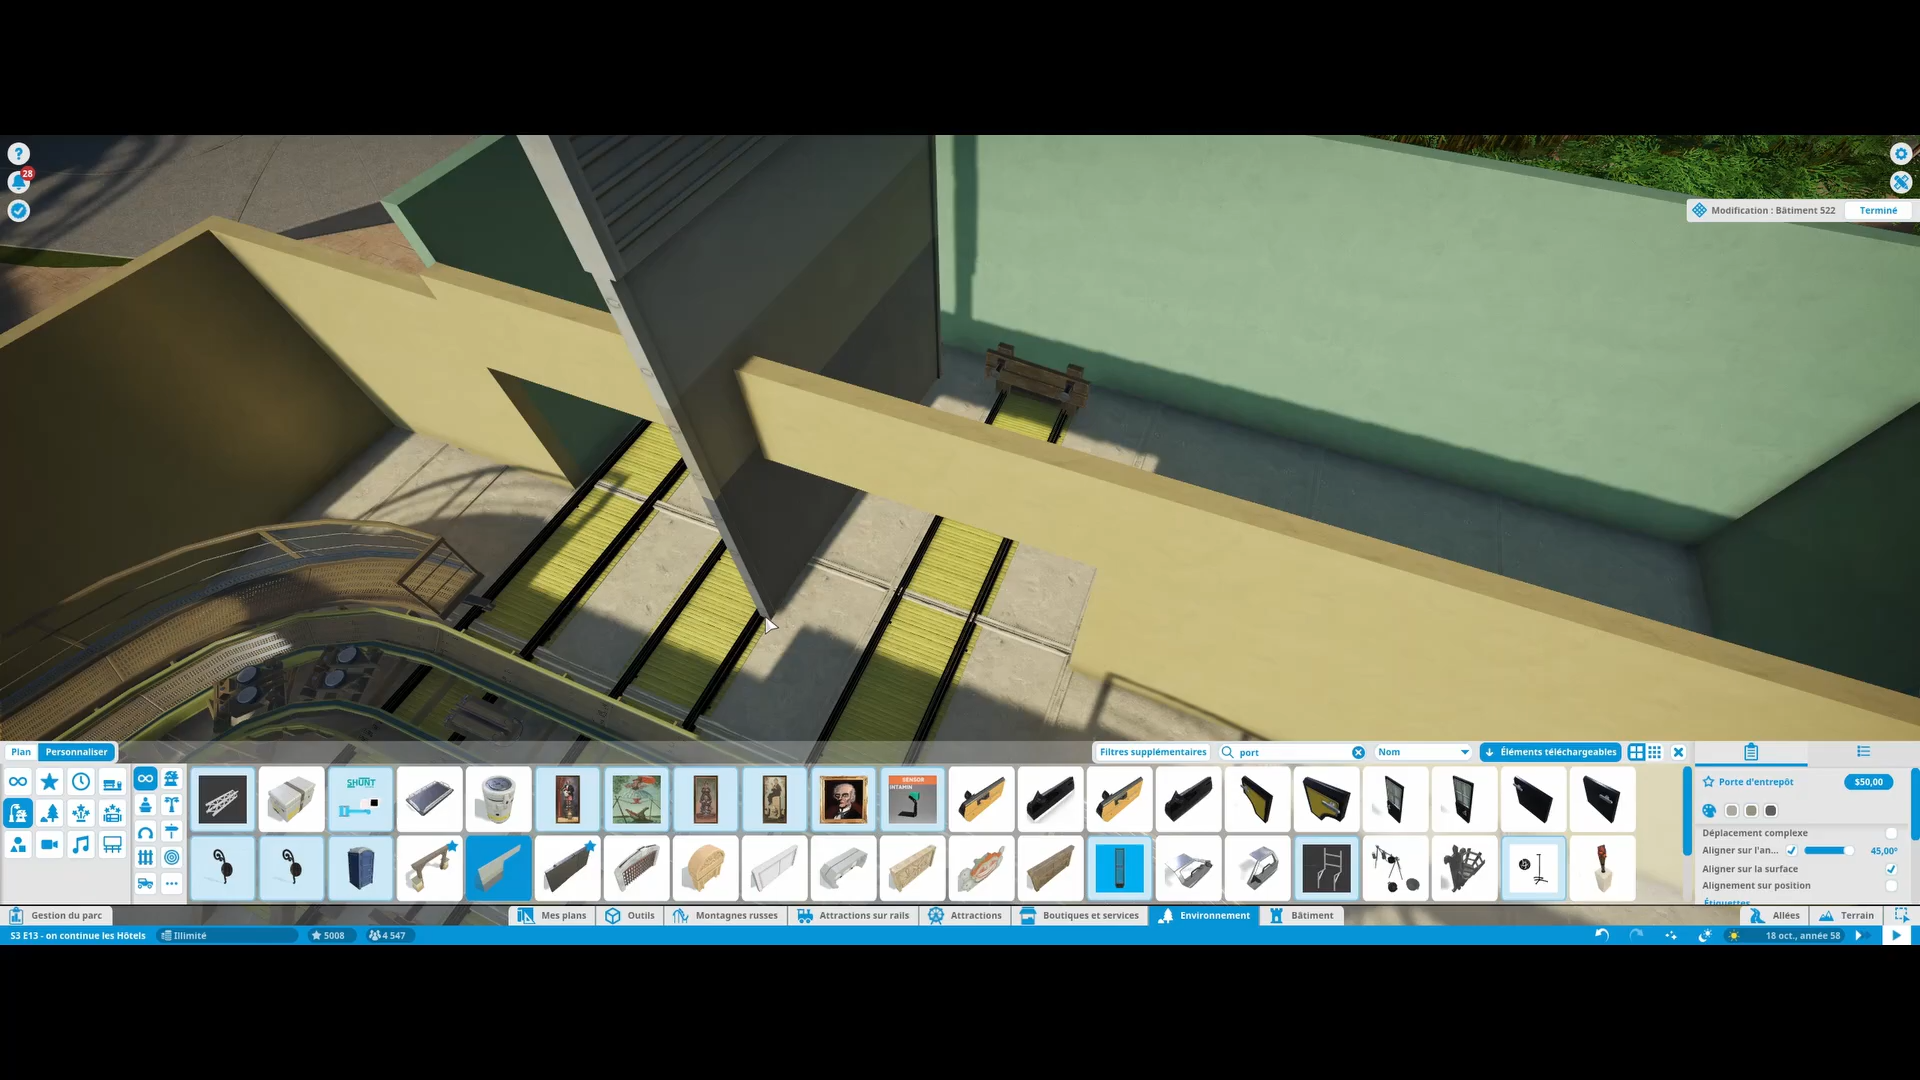 ?
28
Modification : Bâtiment 522
Terminé
Plan
Personnaliser
Filtres supplémentaires
port
Nom
Éléments téléchargeables
SHUNT
SENSOR
INTAMIN
Porte d'entrepôt
$50,00
Déplacement complexe
Aligner sur l'an...
45,00°
Aligner sur la surface
Alignement sur position
Étiquettes
Gestion du parc
Mes plans
Outils
Montagnes russes
Attractions sur rails
Attractions
Boutiques et services
Environnement
Bâtiment
Allées
Terrain
S3 E13 - on continue les Hôtels
Illimité
5008
4 547
18 oct., année 58